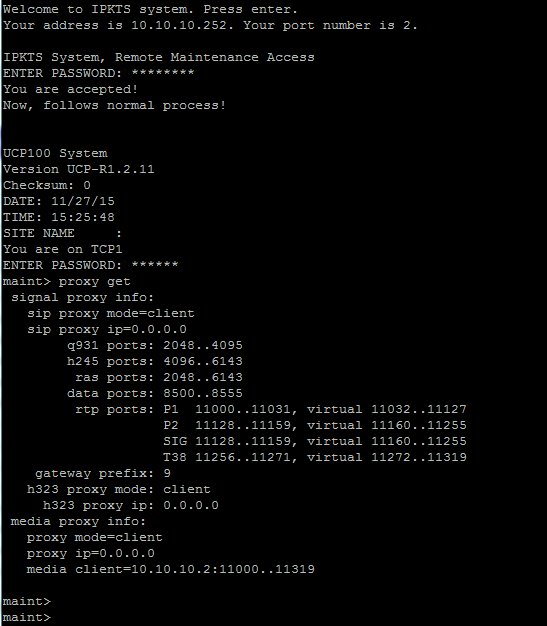 Welcome to IPKTS system. Press enter.
Your address is 10.10.10.252. Your port number is 2.
IPKTS System, Remote Maintenance Access
ENTER PASSWORD: ********
You are accepted!
Now, follows normal process!
UCP100 System
Version UCP-R1.2.11
Checksum: 0
DATE: 11/27/15
TIME: 15:25:48
SITE NAME     :
You are on TCP1
ENTER PASSWORD: ******
maint> proxy get
 signal proxy info:
   sip proxy mode=client
   sip proxy ip=0.0.0.0
        q931 ports: 2048..4095
        h245 ports: 4096..6143
         ras ports: 2048..6143
        data ports: 8500..8555
         rtp ports: P1  11000..11031, virtual 11032..11127
                    P2  11128..11159, virtual 11160..11255
                    SIG 11128..11159, virtual 11160..11255
                    T38 11256..11271, virtual 11272..11319
    gateway prefix: 9
   h323 proxy mode: client
     h323 proxy ip: 0.0.0.0
 media proxy info:
   proxy mode=client
   proxy ip=0.0.0.0
   media client=10.10.10.2:11000..11319
maint>
maint>